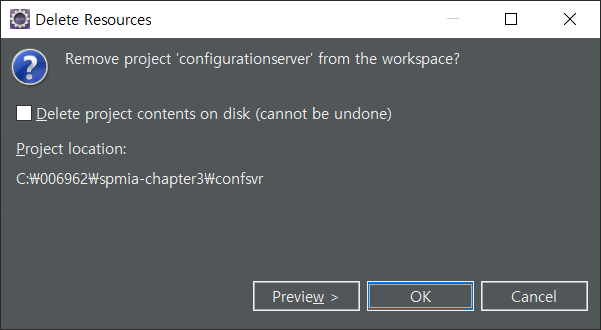 Delete Resources
Remove project 'configurationserver' from the workspace?
Delete project contents on disk (cannot be undone)
Project location:
C:₩006962₩spmia-chapter3₩confsvr
Preview >
OK
Cancel